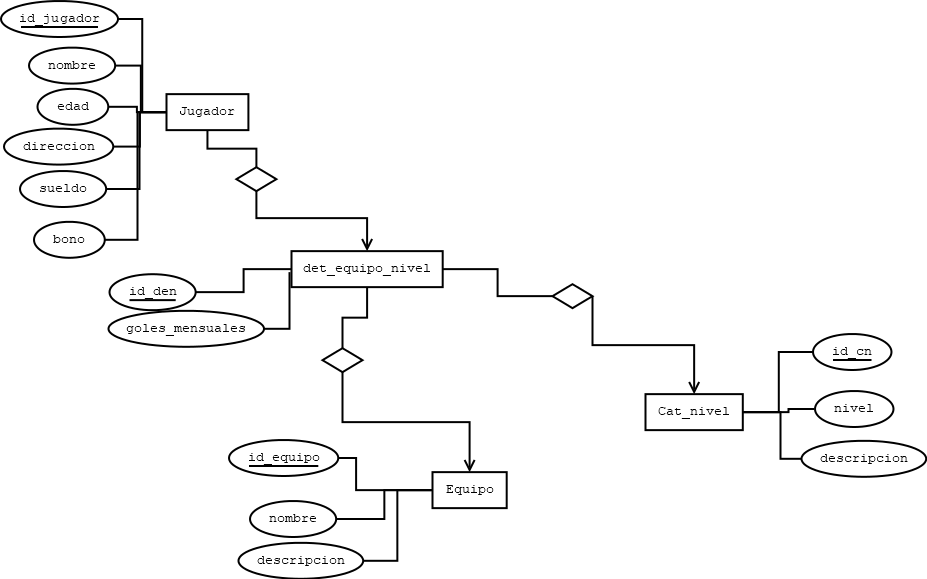 id_jugador
nombre
edad
direccion
sueldo
bono
Jugador
det_equipo_nivel
id_den
goles_mensuales
Cat_nivel
id_cn
nivel
descripcion
Equipo
id_equipo
nombre
descripcion